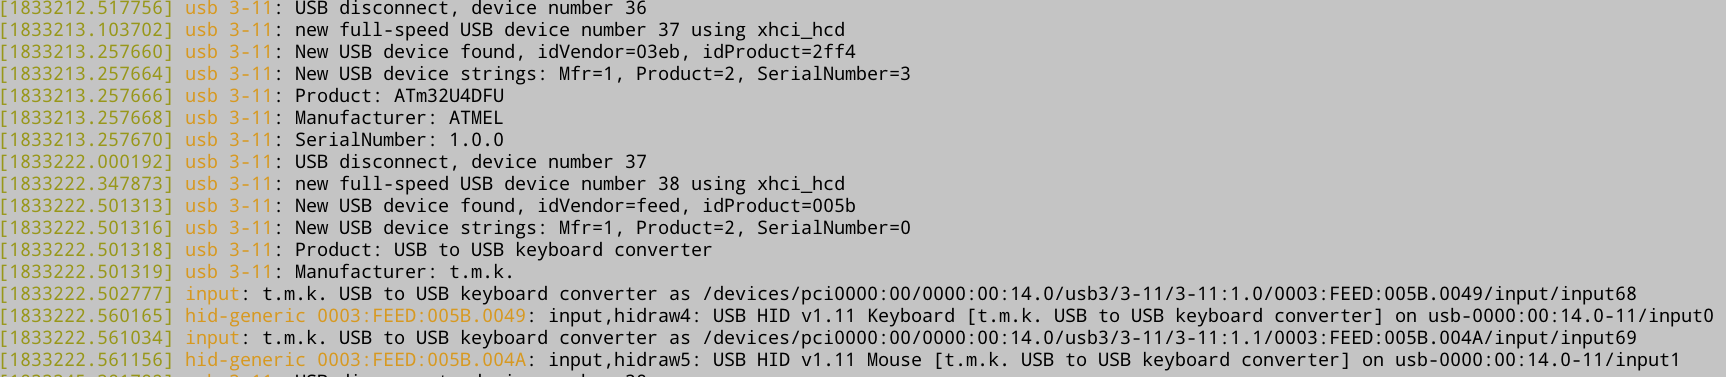 [1833212.517756] usb 3-11: USB disconnect, device number 36
[1833213.103702] usb 3-11: new full-speed USB device number 37 using xhci_hcd
[1833213.257660] usb 3-11: New USB device found, idVendor=03eb, idProduct=2ff4
[1833213.257664] usb 3-11: New USB device strings: Mfr=1, Product=2, SerialNumber=3
[1833213.257666] usb 3-11: Product: ATm32U4DFU
[1833213.257668] usb 3-11: Manufacturer: ATMEL
[1833213.257670] usb 3-11: SerialNumber: 1.0.0
[1833222.000192] usb 3-11: USB disconnect, device number 37
[1833222.347873] usb 3-11: new full-speed USB device number 38 using xhci_hcd
[1833222.501313] usb 3-11: New USB device found, idVendor=feed, idProduct=005b
[1833222.501316] usb 3-11: New USB device strings: Mfr=1, Product=2, SerialNumber=0
[1833222.501318] usb 3-11: Product: USB to USB keyboard converter
[1833222.501319] usb 3-11: Manufacturer: t.m.k.
[1833222.502777] input: t.m.k. USB to USB keyboard converter as /devices/pci0000:00/0000:00:14.0/usb3/3-11/3-11:1.0/0003:FEED:005B.0049/input/input68
[1833222.560165] hid-generic 0003:FEED:005B.0049: input,hidraw4: USB HID v1.11 Keyboard [t.m.k. USB to USB keyboard converter] on usb-0000:00:14.0-11/input0
[1833222.561034] input: t.m.k. USB to USB keyboard converter as /devices/pci0000:00/0000:00:14.0/usb3/3-11/3-11:1.1/0003:FEED:005B.004A/input/input69
[1833222.561156] hid-generic 0003:FEED:005B.004A: input,hidraw5: USB HID v1.11 Mouse [t.m.k. USB to USB keyboard converter] on usb-0000:00:14.0-11/input1